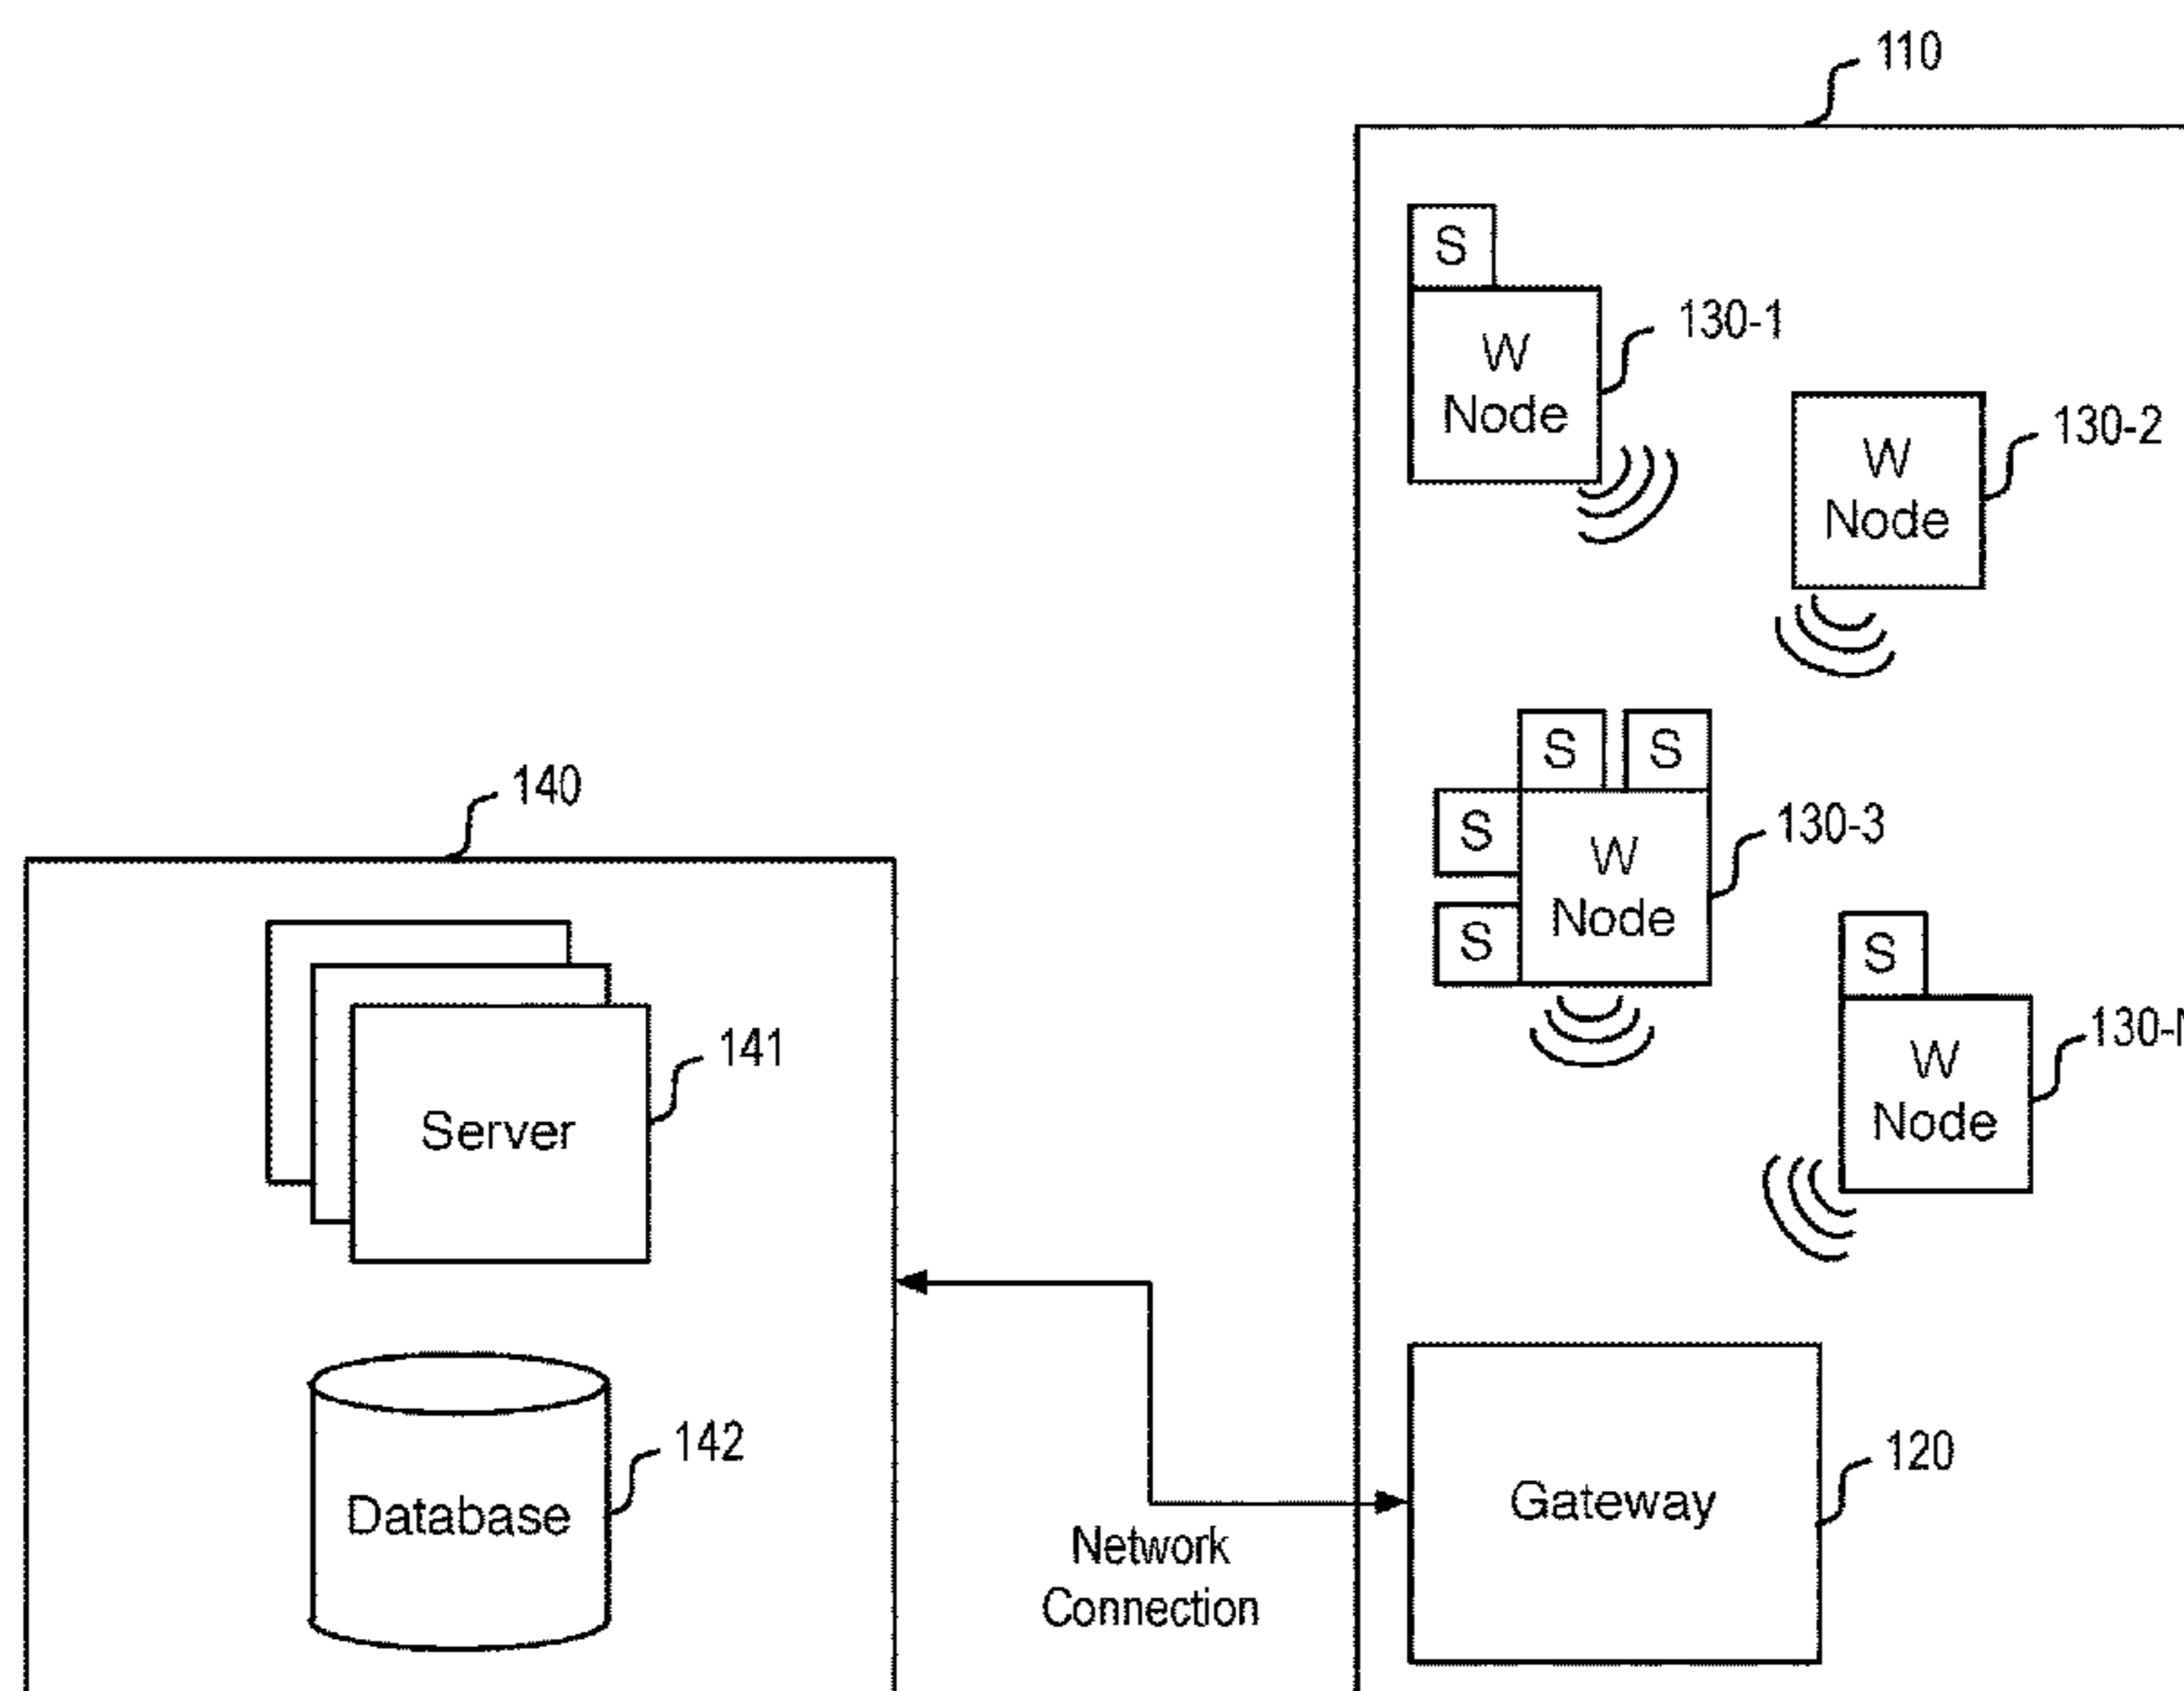 110
S
W
Node
130-1
W
Node
130-2
S
S
S
S
W
Node
130-3
S
W
Node
140
Server
141
Database
142
Network
Connection
Gateway
120